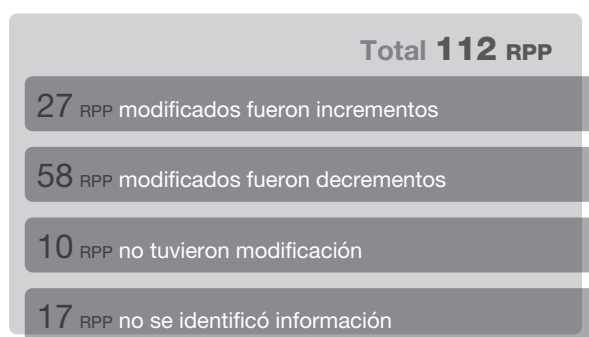 Total 112 RPP
27 RPP modificados fueron incrementos
58 RPP modificados fueron decrementos
10 RPP no tuvieron modificación
17 RPP no se identificó información